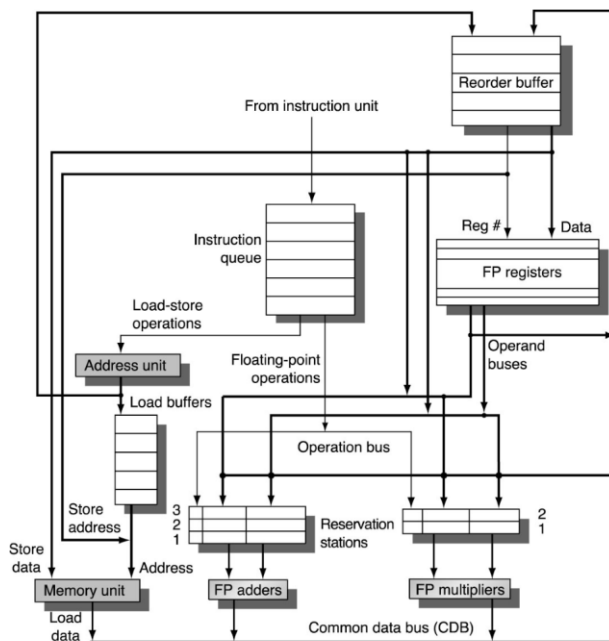 Reorder buffer
From instruction unit
Reg #
Data
Instruction
queue
FP registers
Load-store
operations
Operand
buses
Address unit
Floating-point
operations
Load buffers
Operation bus
Store
address
3
2
1
Reservation
stations
2
1
Store
data
Address
Memory unit
FP adders
FP multipliers
Load
data
Common data bus (CDB)